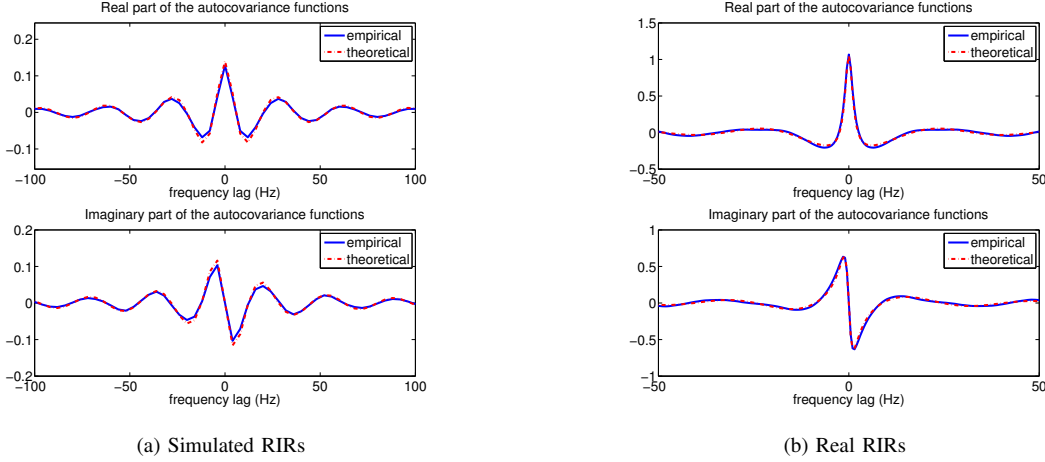 Real part of the autocovariance functions
0.2
0.1
0
−0.1
−100
−50
0
50
100
frequency lag (Hz)
empirical
theoretical
Imaginary part of the autocovariance functions
0.2
0.1
0
−0.1
−0.2
−100
−50
0
50
100
frequency lag (Hz)
empirical
theoretical
(a) Simulated RIRs
Real part of the autocovariance functions
1.5
1
0.5
0
−0.5
−50
0
50
frequency lag (Hz)
empirical
theoretical
Imaginary part of the autocovariance functions
1
0.5
0
−0.5
−1
−50
0
50
frequency lag (Hz)
empirical
theoretical
(b) Real RIRs